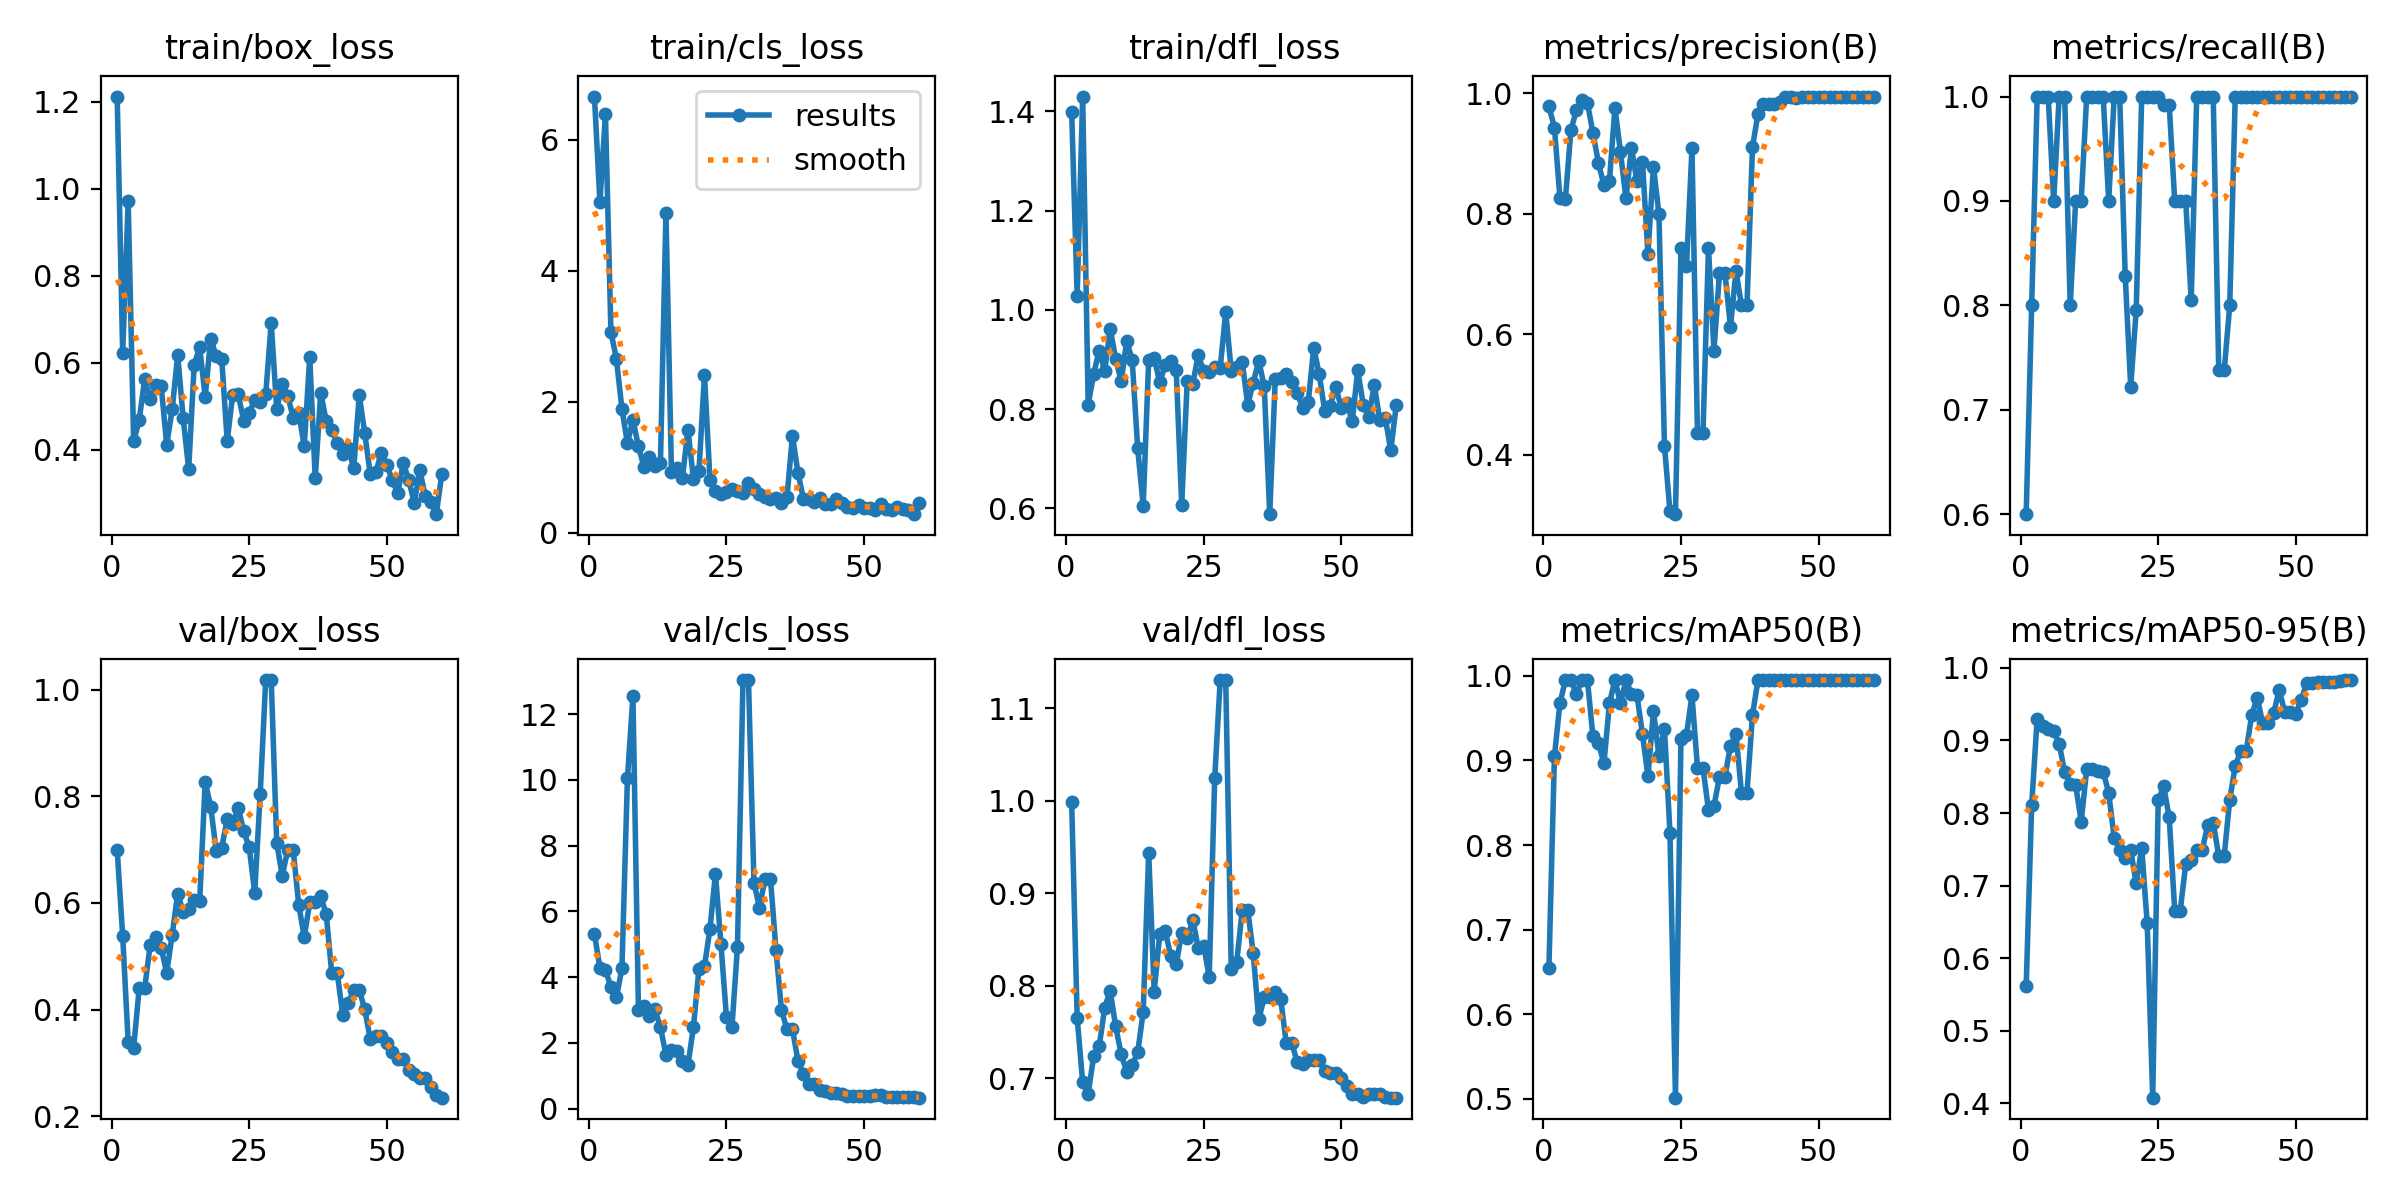 train/box_loss
1.2
1.0
0.8
0.6
0.4
0 25 50
train/cls_loss
results
smooth
6
4
2
0
0 25 50
train/dfl_loss
1.4
1.2
1.0
0.8
0.6
0 25 50
metrics/precision(B)
1.0
0.8
0.6
0.4
0 25 50
metrics/recall(B)
1.0
0.9
0.8
0.7
0.6
0 25 50
val/box_loss
1.0
0.8
0.6
0.4
0.2
0 25 50
val/cls_loss
12
10
8
6
4
2
0
0 25 50
val/dfl_loss
1.1
1.0
0.9
0.8
0.7
0 25 50
metrics/mAP50(B)
1.0
0.9
0.8
0.7
0.6
0.5
0 25 50
metrics/mAP50-95(B)
1.0
0.9
0.8
0.7
0.6
0.5
0.4
0 25 50